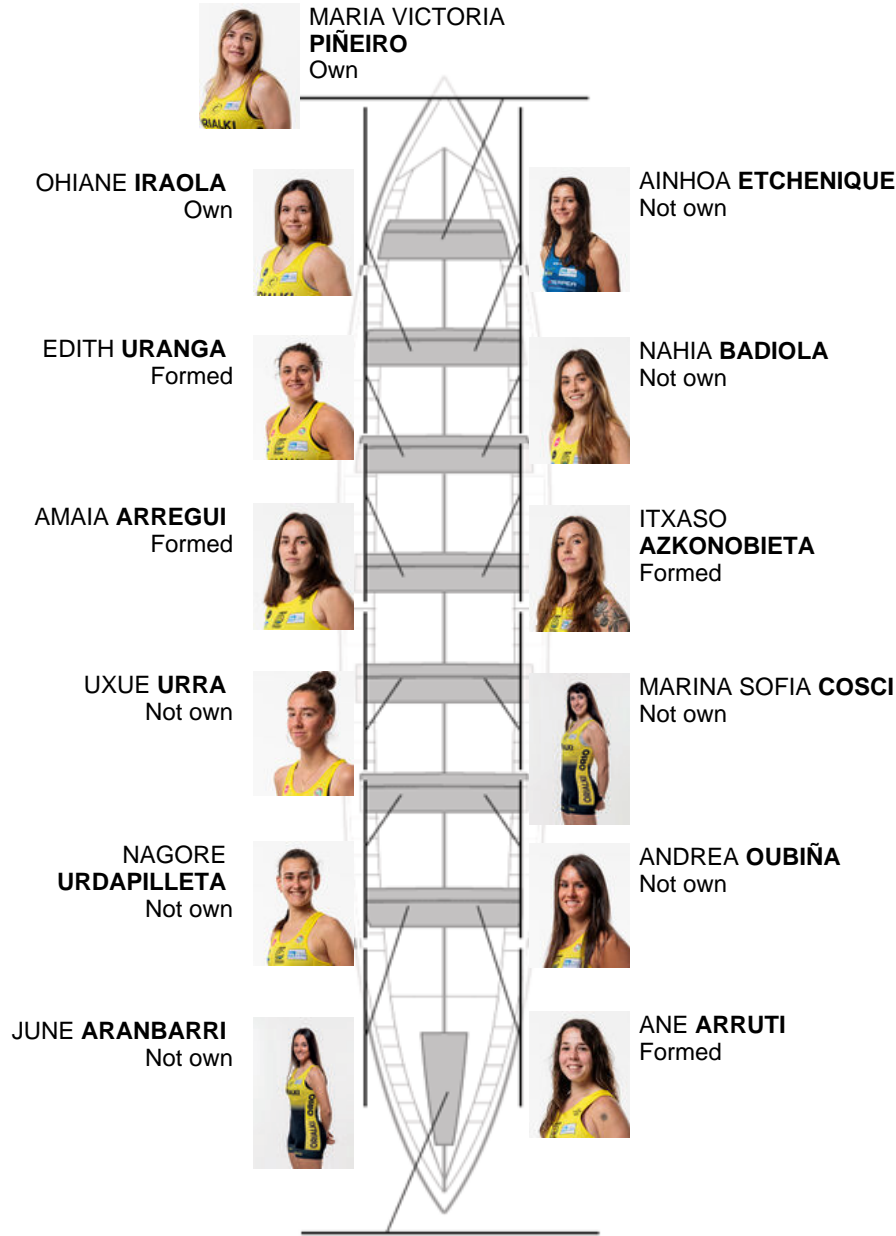 MARIA VICTORIA
PIÑEIRO
Own
OHIANE IRAOLA
Own
AINHOA ETCHENIQUE
Not own
EDITH URANGA
Formed
NAHIA BADIOLA
Not own
AMAIA ARREGUI
Formed
ITXASO
AZKONOBIETA
Formed
UXUE URRA
Not own
MARINA SOFIA COSCI
Not own
NAGORE
URDAPILLETA
Not own
ANDREA OUBIÑA
Not own
JUNE ARANBARRI
Not own
ANE ARRUTI
Formed